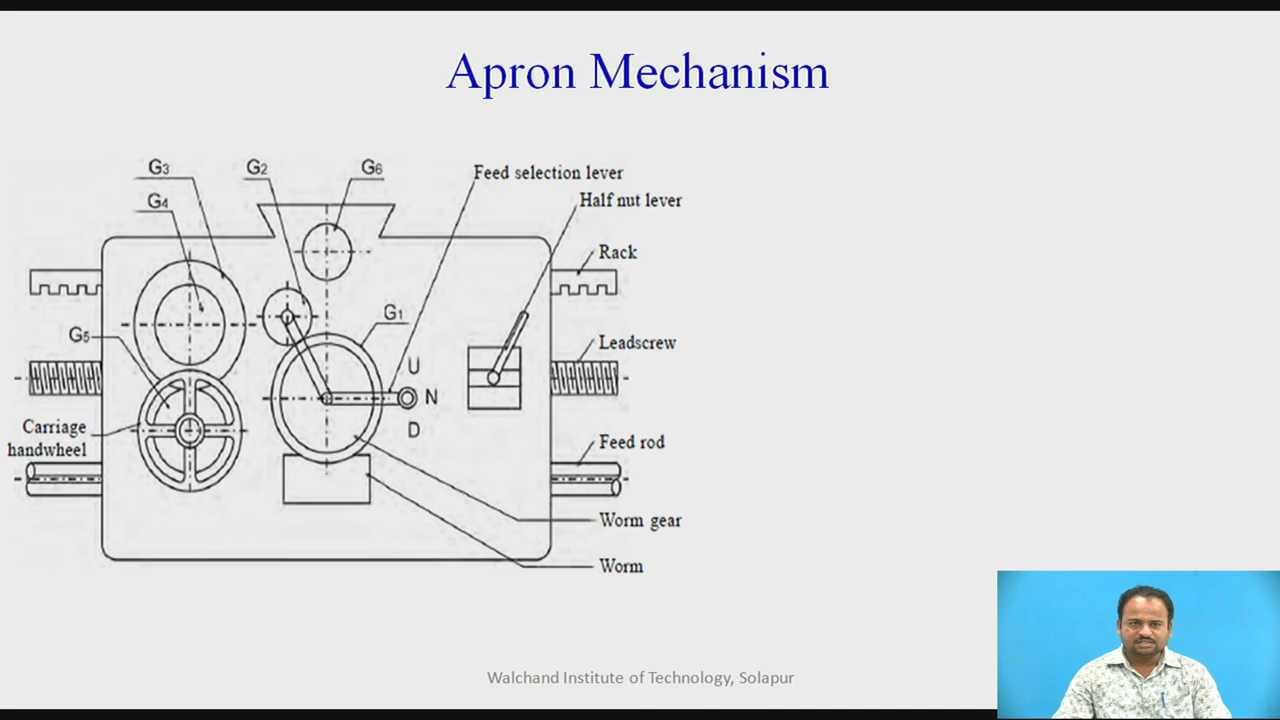 Apron Mechanism
G3
G2
G6
Feed selection lever
G4
Half nut lever
Rack
G1
G5
Leadscrew
U
N
D
Carriage
handwheel
Feed rod
Worm gear
Worm
Walchand Institute of Technology, Solapur